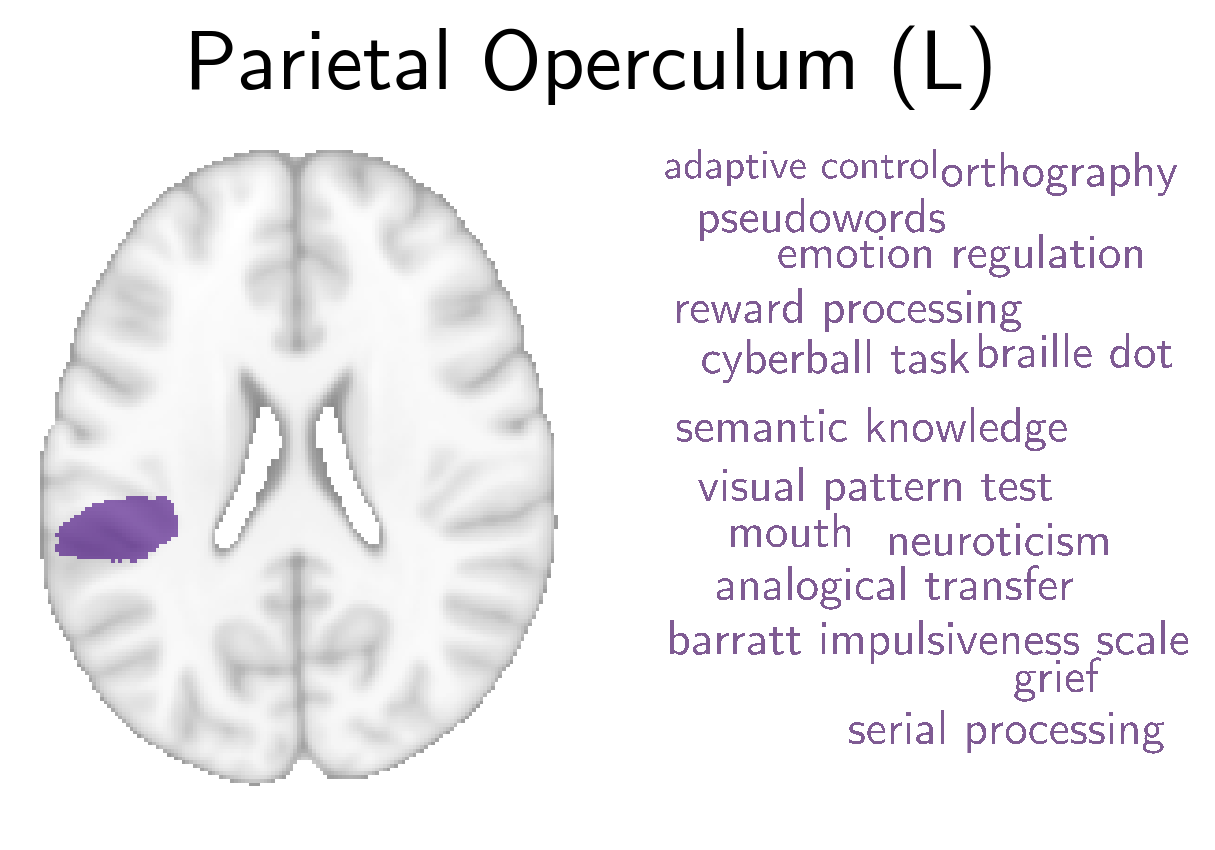 Parietal Operculum (L)
adaptive control orthography
pseudowords
emotion regulation
reward processing
cyberball task braille dot
semantic knowledge
visual pattern test
mouth neuroticism
analogical transfer
barratt impulsiveness scale
grief
serial processing